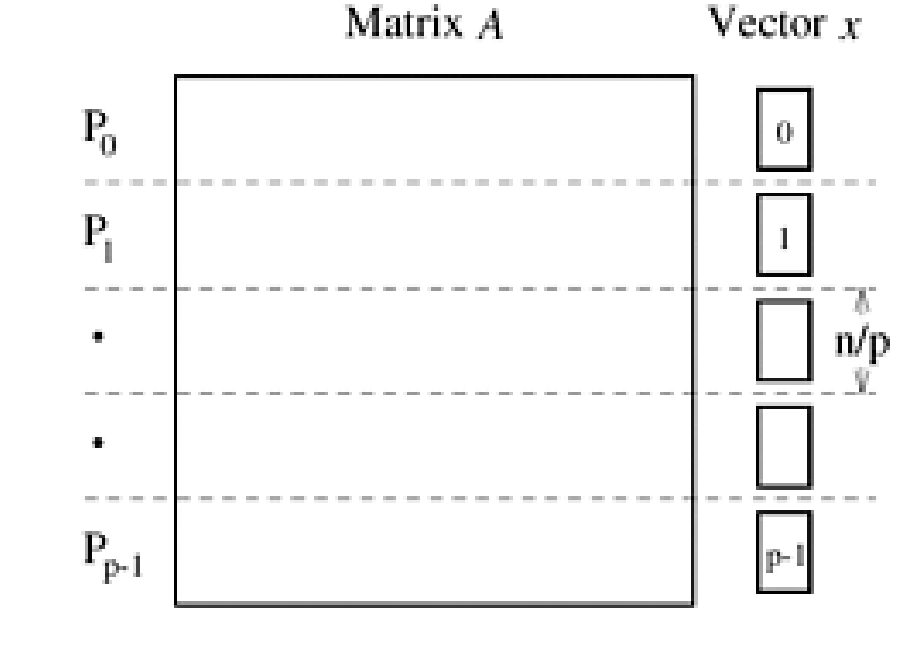 Matrix A Vector x
P0 0
P1 1
n/p
Pp-1 p-1